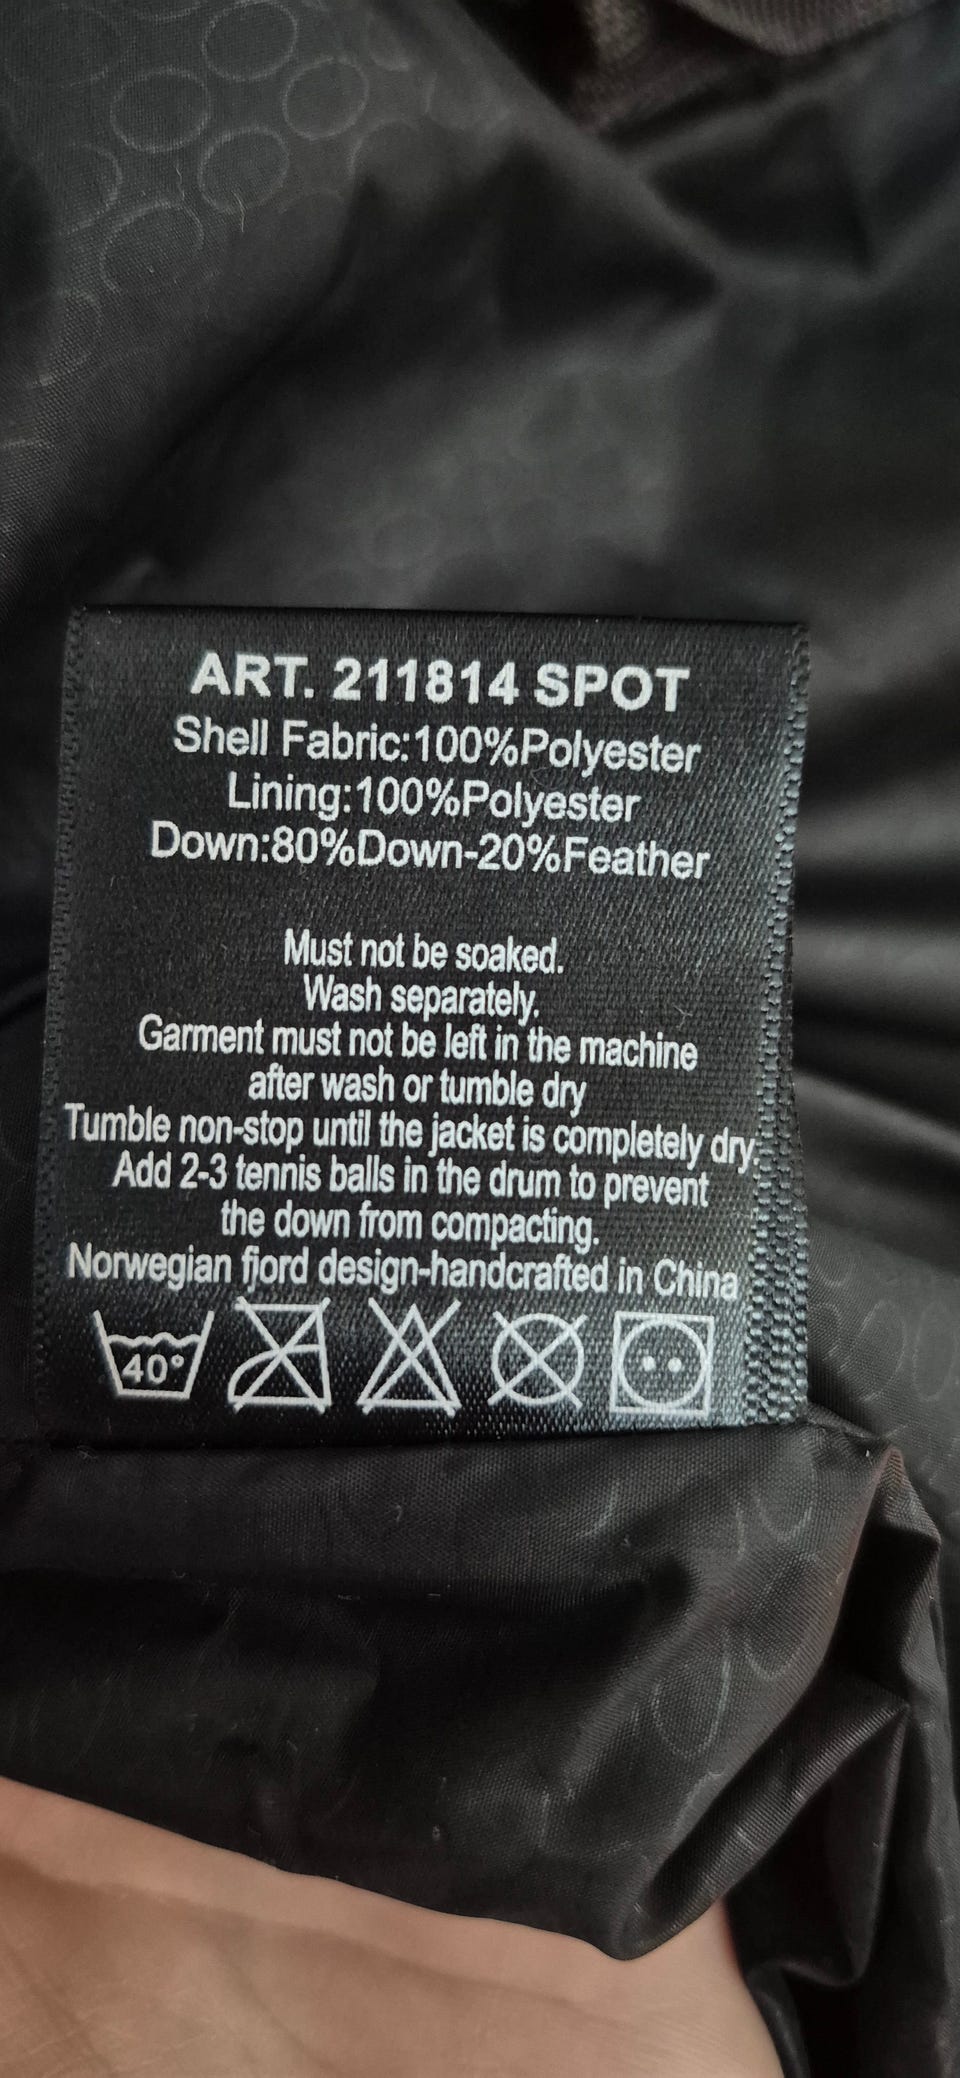 ART. 211814 SPOT
Shell Fabric:100%Polyester
Lining:100%Polyester
Down:80%Down-20%Feather
Must not be soaked.
Wash separately.
Garment must not be left in the machine
after wash or tumble dry
Tumble non-stop until the jacket is completely dry.
Add 2-3 tennis balls in the drum to prevent
the down from compacting.
Norwegian fjord design-handcrafted in China
40°